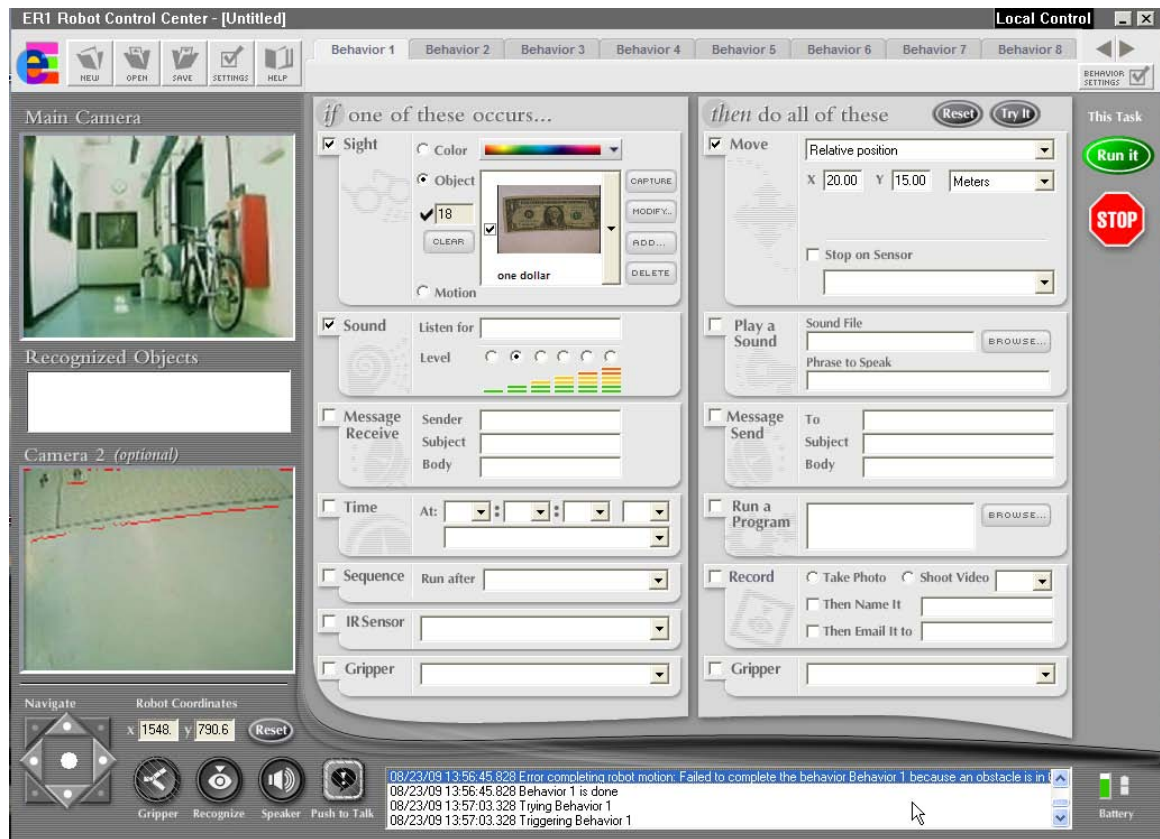 ER1 Robot Control Center - [Untitled]
Local Control
NEW OPEN SAVE SETTINGS HELP
Behavior 1 Behavior 2 Behavior 3 Behavior 4 Behavior 5 Behavior 6 Behavior 7 Behavior 8
BEHAVIOR SETTINGS
Main Camera
Recognized Objects
Camera 2 (optional)
Navigate
Robot Coordinates
x 1548. y 790.6 Reset
Gripper Recognize Speaker Push to Talk
if one of these occurs...
Sight
Color
Object
18
CLEAR
one dollar
CAPTURE
MODIFY...
ADD...
DELETE
Motion
Sound
Listen for
Level
Message Receive
Sender
Subject
Body
Time
At: : :
Sequence
Run after
IR Sensor
Gripper
then do all of these
Reset Try It
Move
Relative position
X 20.00 Y 15.00 Meters
Stop on Sensor
Play a Sound
Sound File
BROWSE...
Phrase to Speak
Message Send
To
Subject
Body
Run a Program
BROWSE...
Record
Take Photo Shoot Video
Then Name It
Then Email It to
Gripper
This Task
Run it
STOP
08/23/09 13:56:45.828 Error completing robot motion: Failed to complete the behavior Behavior 1 because an obstacle is in
08/23/09 13:56:45.828 Behavior 1 is done
08/23/09 13:57:03.328 Trying Behavior 1
08/23/09 13:57:03.328 Triggering Behavior 1
Battery